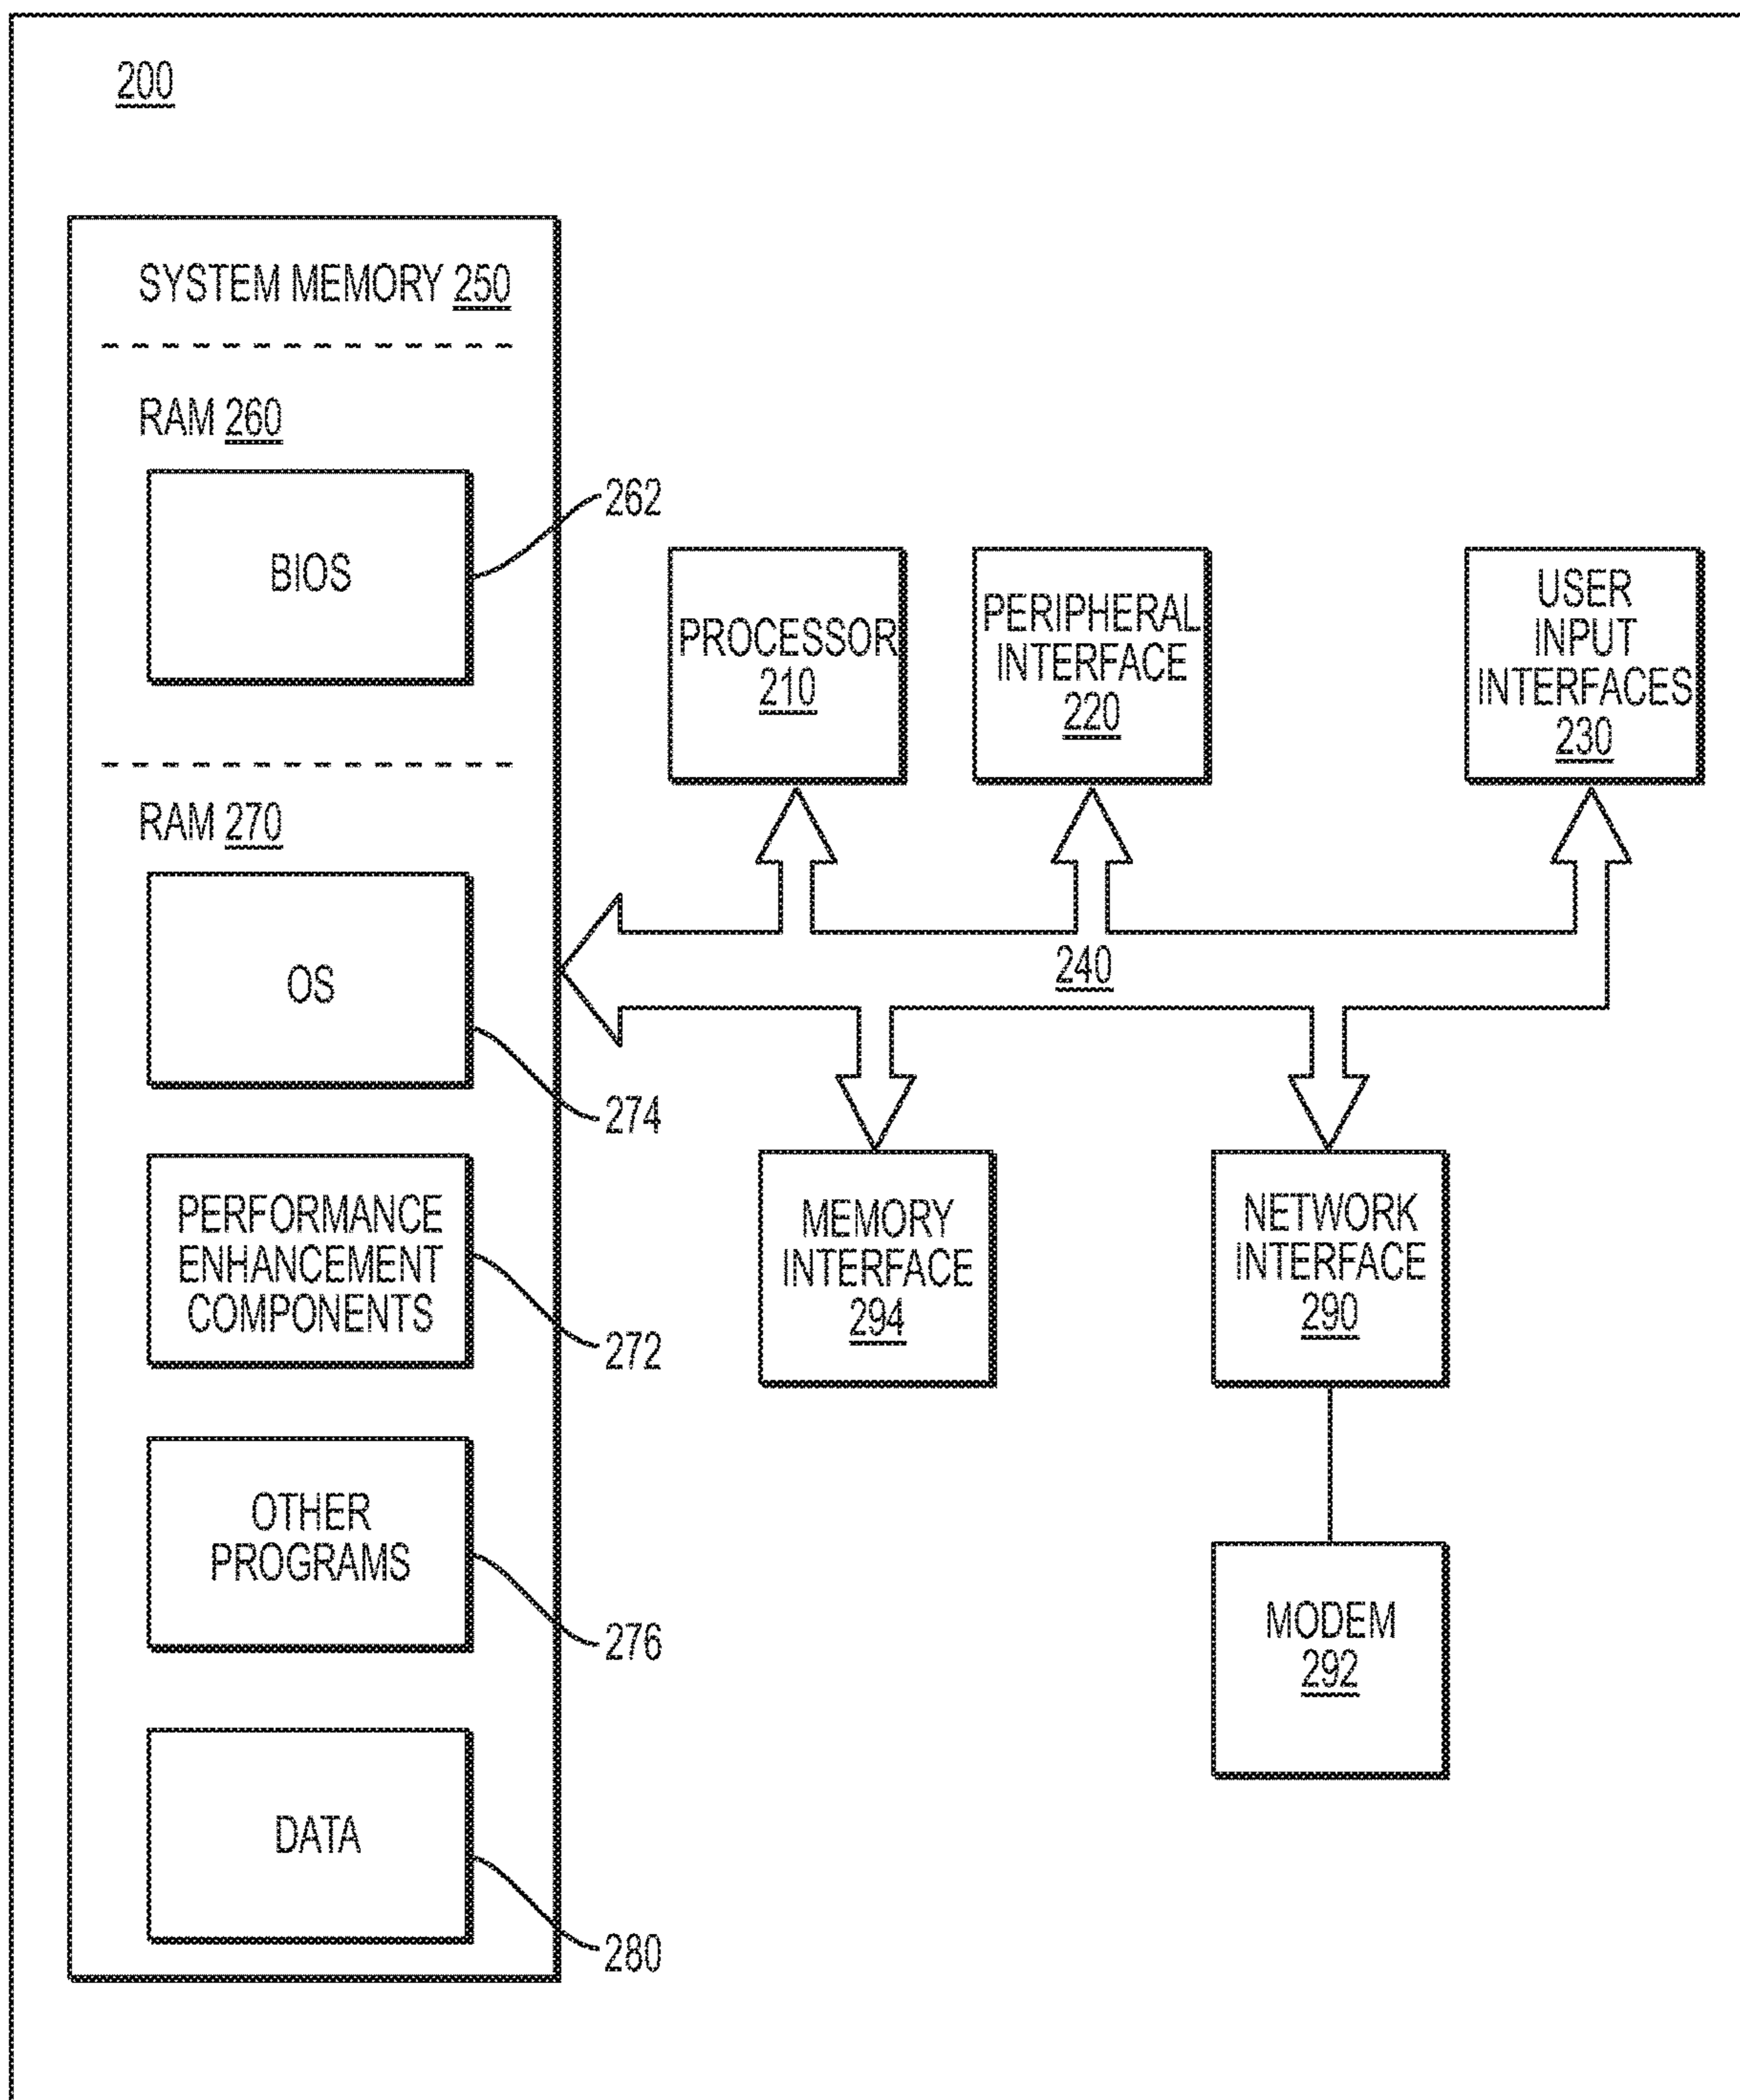 200
SYSTEM MEMORY 250
RAM 260
BIOS
262
RAM 270
OS
274
PERFORMANCE
ENHANCEMENT
COMPONENTS
272
OTHER
PROGRAMS
276
DATA
280
PROCESSOR
210
PERIPHERAL
INTERFACE
220
USER
INPUT
INTERFACES
230
240
MEMORY
INTERFACE
294
NETWORK
INTERFACE
290
MODEM
292